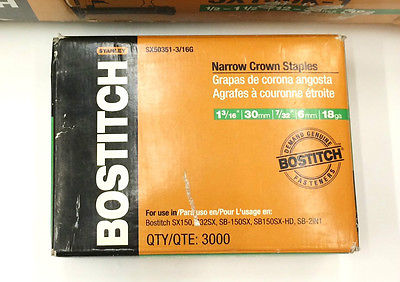 STANLEY
BOSTITCH
SX50351-3/16G
Narrow Crown Staples
Grapas de corona angosta
Agrafes à couronne étroite
1 3/16" 30mm 7/32" 6mm 18ga
DEMAND GENUINE
BOSTITCH
FASTENERS
For use in/Para uso en/Pour L'usage en:
Bostitch SX150, SB-150SX, SB150SX-HD, SB-2IN1
QTY/QTE: 3000